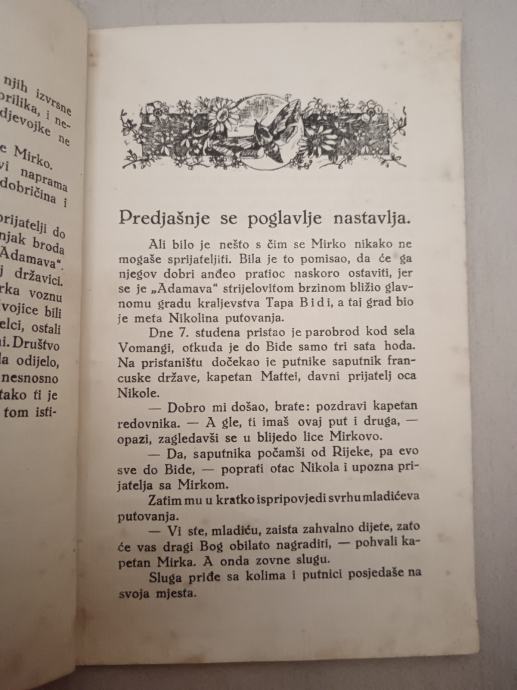 njih izvrsne
prilika, i ne-
djevojke ne
e Mirko.
vi naprama
dobričina i
prijatelji do
njak broda
Adamava“.
j državici.
rka voznu
vojice bili
elci, ostali
ni. Društvo
la odijelo,
nesnosno
tako ti je
tom isti-
Predjašnje se poglavlje nastavlja.
Ali bilo je nešto s čim se Mirko nikako ne
mogaše sprijateljiti. Bila je to pomisao, da će ga
njegov dobri anđeo pratioc naskoro ostaviti, jer
se je „Adamava“ strijelovitom brzinom bližio glav-
nomu gradu kraljevstva Tapa Bidi, a taj grad bio
je meta Nikolina putovanja.
Dne 7. studena pristao je parobrod kod sela
Vomangi, otkuda je do Bide samo tri sata hoda.
Na pristaništu dočekao je putnike saputnik fran-
cuske države, kapetan Mattei, davni prijatelj oca
Nikole.
— Dobro mi došao, brate: pozdravi kapetan
redovnika. — A gle, ti imaš ovaj put i druga, —
opazi, zagledavši se u blijedo lice Mirkovo.
— Da, saputnika počamši od Rijeke, pa evo
sve do Bide, — poprati otac Nikola i upozna pri-
jatelja sa Mirkom.
Zatim mu u kratko ispripovjedi svrhu mladićeva
putovanja.
— Vi ste, mladiću, zaista zahvalno dijete, zato
će vas dragi Bog obilato nagradiri, — pohvali ka-
petan Mirka. A onda zovne slugu.
Sluga priđe sa kolima i putnici posjedaše na
svoja mjesta.